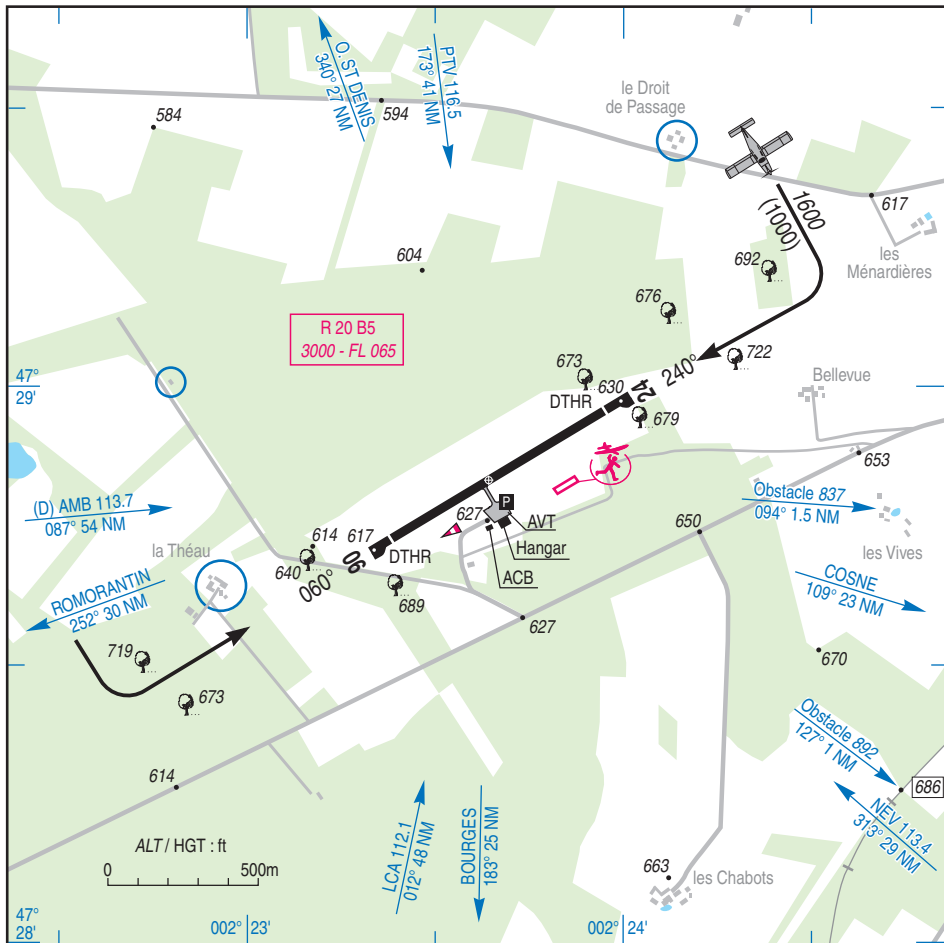 O. ST DENIS
340° 27 NM
PTV 116.5
173° 41 NM
le Droit
de Passage
584
594
617
1600
(1000)
les
Ménardières
604
692
676
R 20 B5
3000 - FL 065
722
240°
673
630
24
DTHR
679
47°
29'
Bellevue
653
(D) AMB 113.7
087° 54 NM
P
627
AVT
Hangar
ACB
Obstacle 837
094° 1.5 NM
650
les Vives
la Théau
614
617
DTHR
06
640
060°
689
ROMORANTIN
252° 30 NM
COSNE
109° 23 NM
627
719
673
670
Obstacle 892
127° 1 NM
614
686
NEV 113.4
313° 29 NM
ALT / HGT : ft
0
500m
LCA 112.1
012° 48 NM
BOURGES
183° 25 NM
663
les Chabots
47°
28'
002° 23'
002° 24'